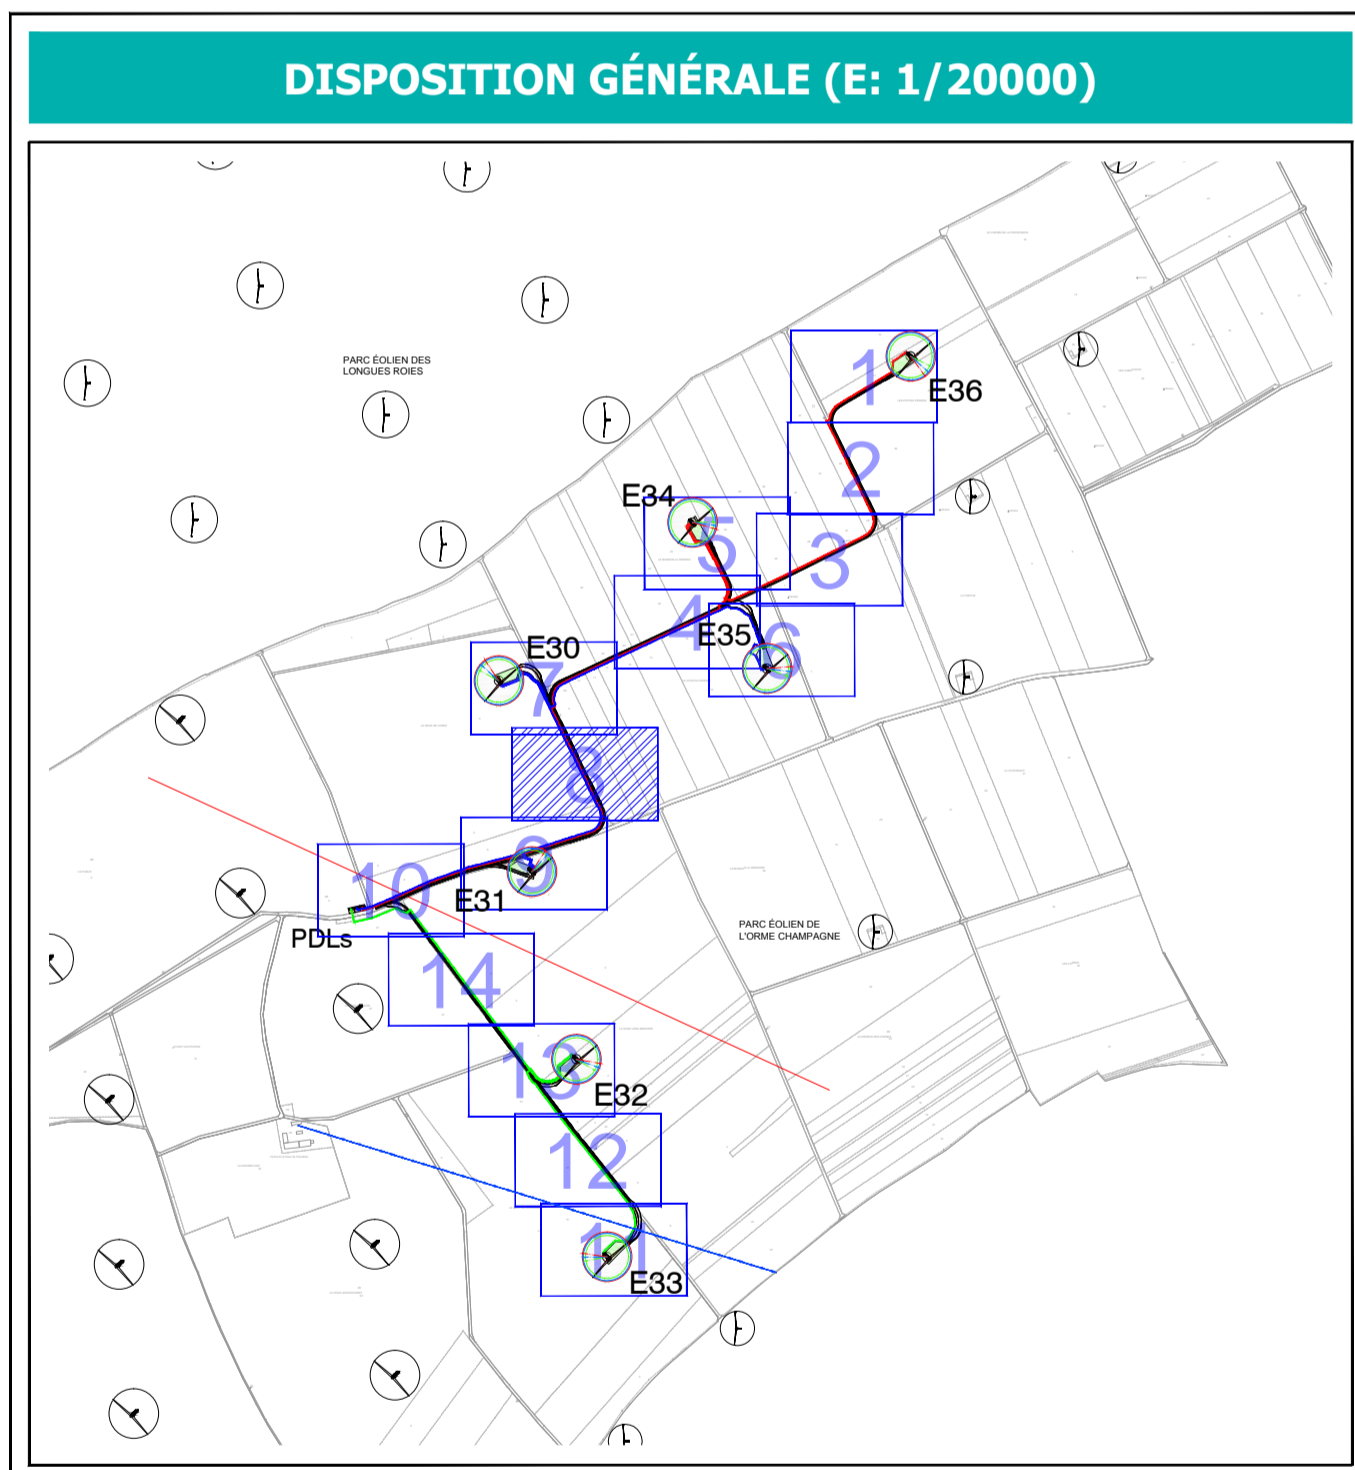 DISPOSITION GÉNÉRALE (E: 1/20000)
PARC ÉOLIEN DES
LONGUES ROIES
1
E36
2
E34
5
3
4
E35
6
E30
7
8
9
10
E31
PDLs
PARC ÉOLIEN DE
L'ORME CHAMPAGNE
14
13
E32
12
11
E33